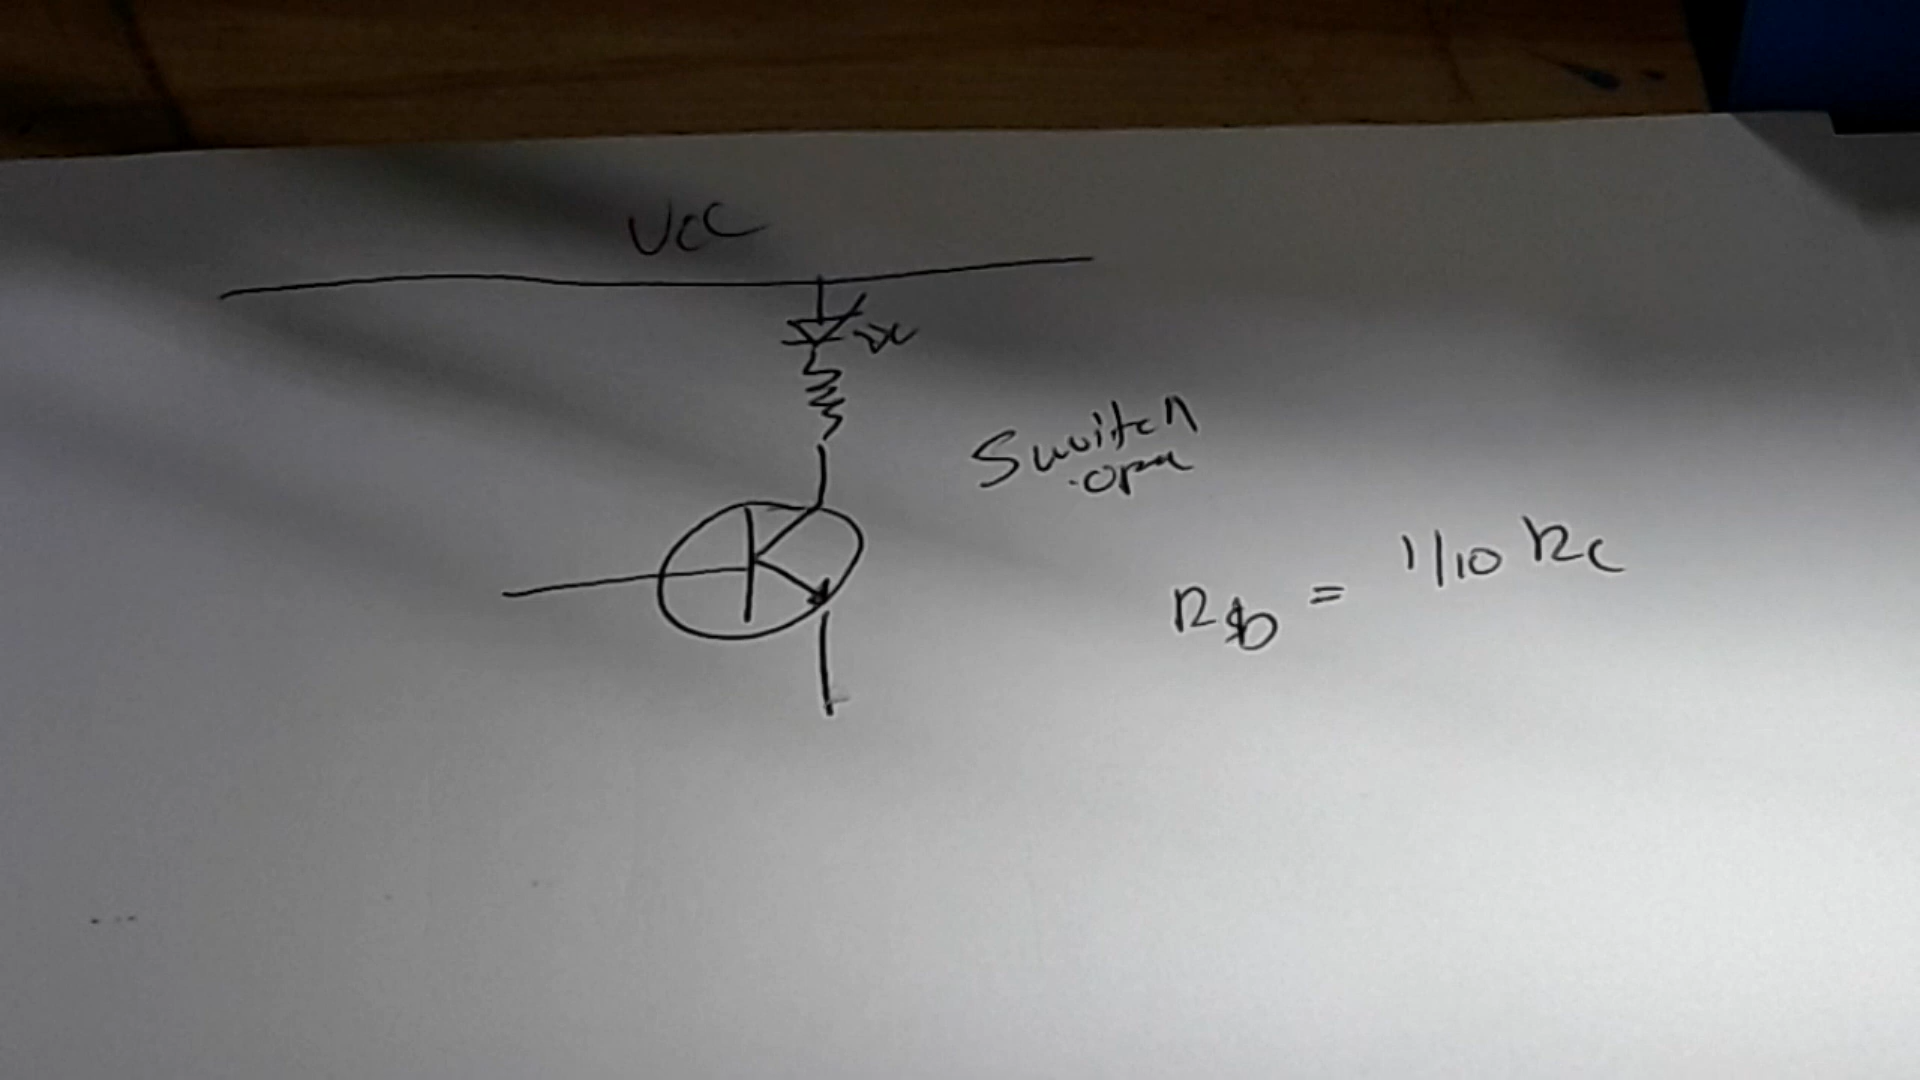 VCC
Switch
open
Rb = 1/10 Rc